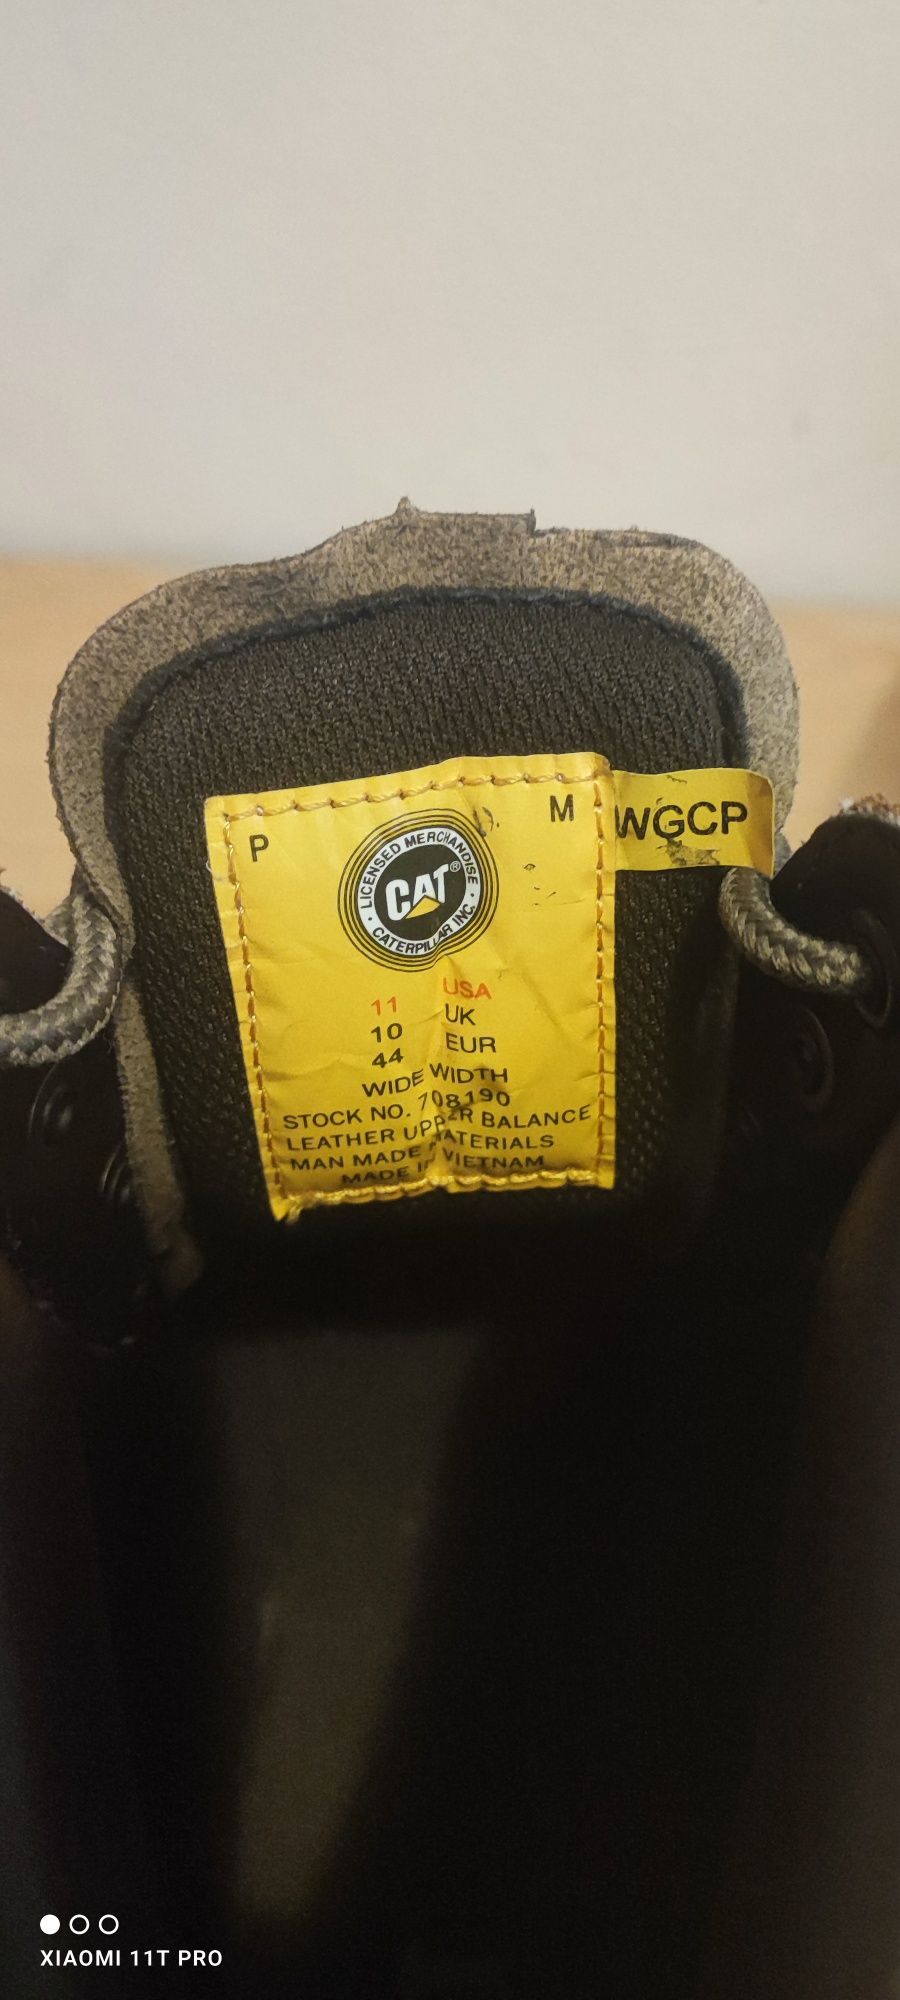 P
M
WGCP
LICENSED MERCHANDISE
CAT®
CATERPILLAR INC.
11 USA
10 UK
44 EUR
WIDE WIDTH
STOCK NO. 708190
LEATHER UPPER BALANCE
MAN MADE MATERIALS
MADE IN VIETNAM
XIAOMI 11T PRO